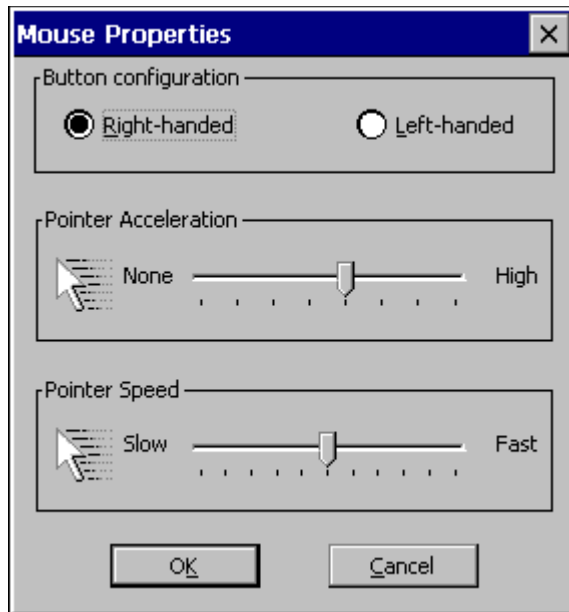 Mouse Properties
Button configuration
Right-handed Left-handed
Pointer Acceleration
None High
Pointer Speed
Slow Fast
OK Cancel